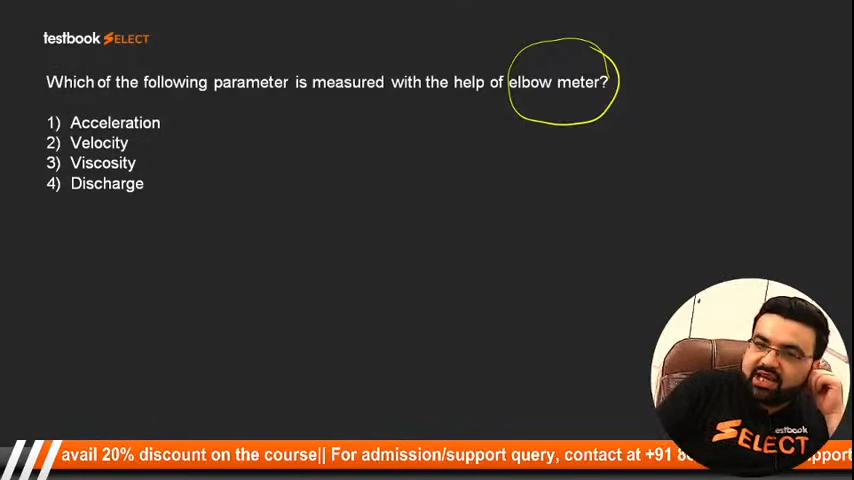 testbook SELECT
Which of the following parameter is measured with the help of elbow meter?
1) Acceleration
2) Velocity
3) Viscosity
4) Discharge
testbook
SELECT
avail 20% discount on the course|| For admission/support query, contact at +91